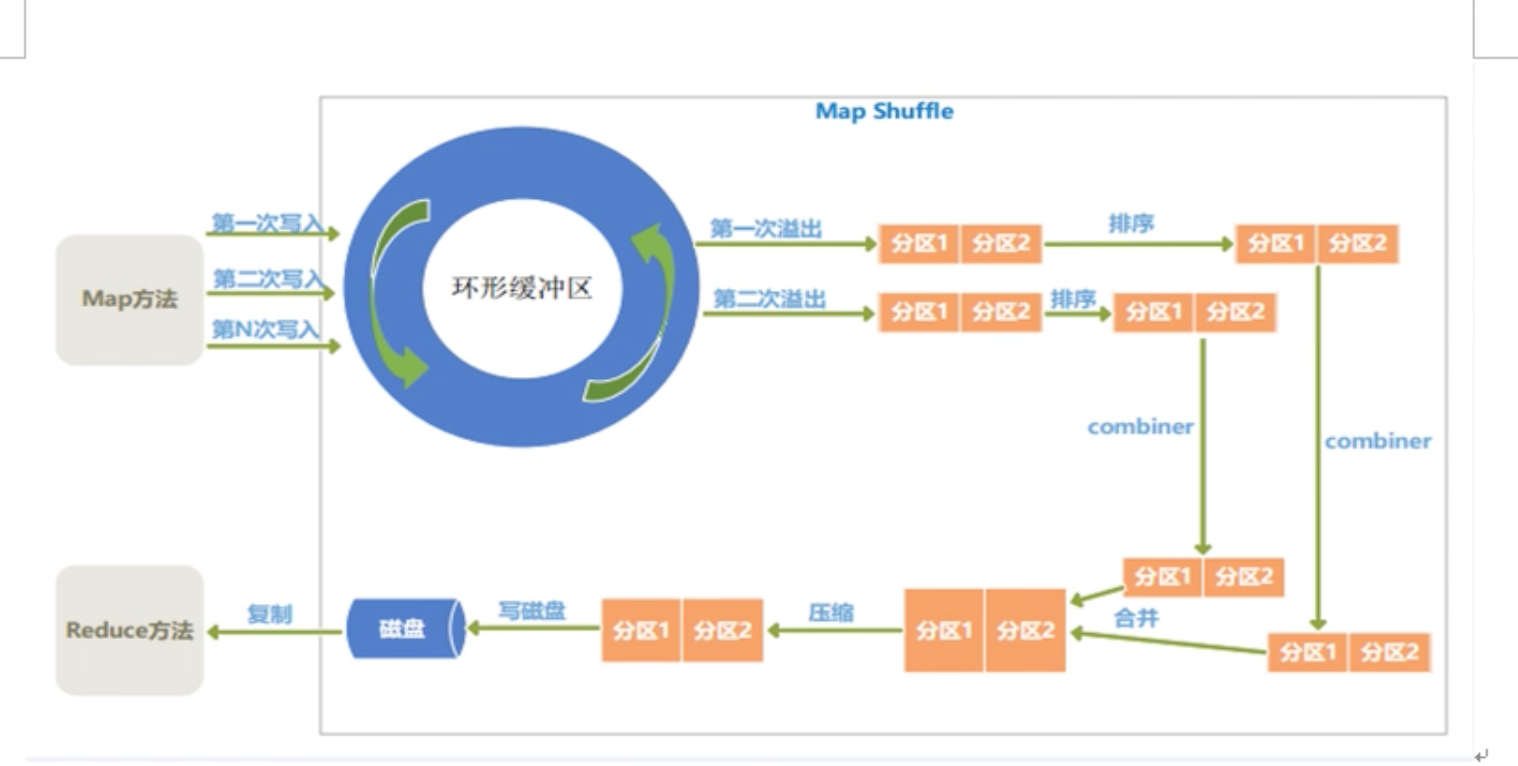 Map Shuffle
第一次写入
第二次写入
第N次写入
Map方法
环形缓冲区
第一次溢出
分区1 分区2
排序
分区1 分区2
第二次溢出
分区1 分区2
排序
分区1 分区2
combiner
combiner
分区1 分区2
合并
分区1 分区2
分区1 分区2
压缩
分区1 分区2
写磁盘
磁盘
复制
Reduce方法